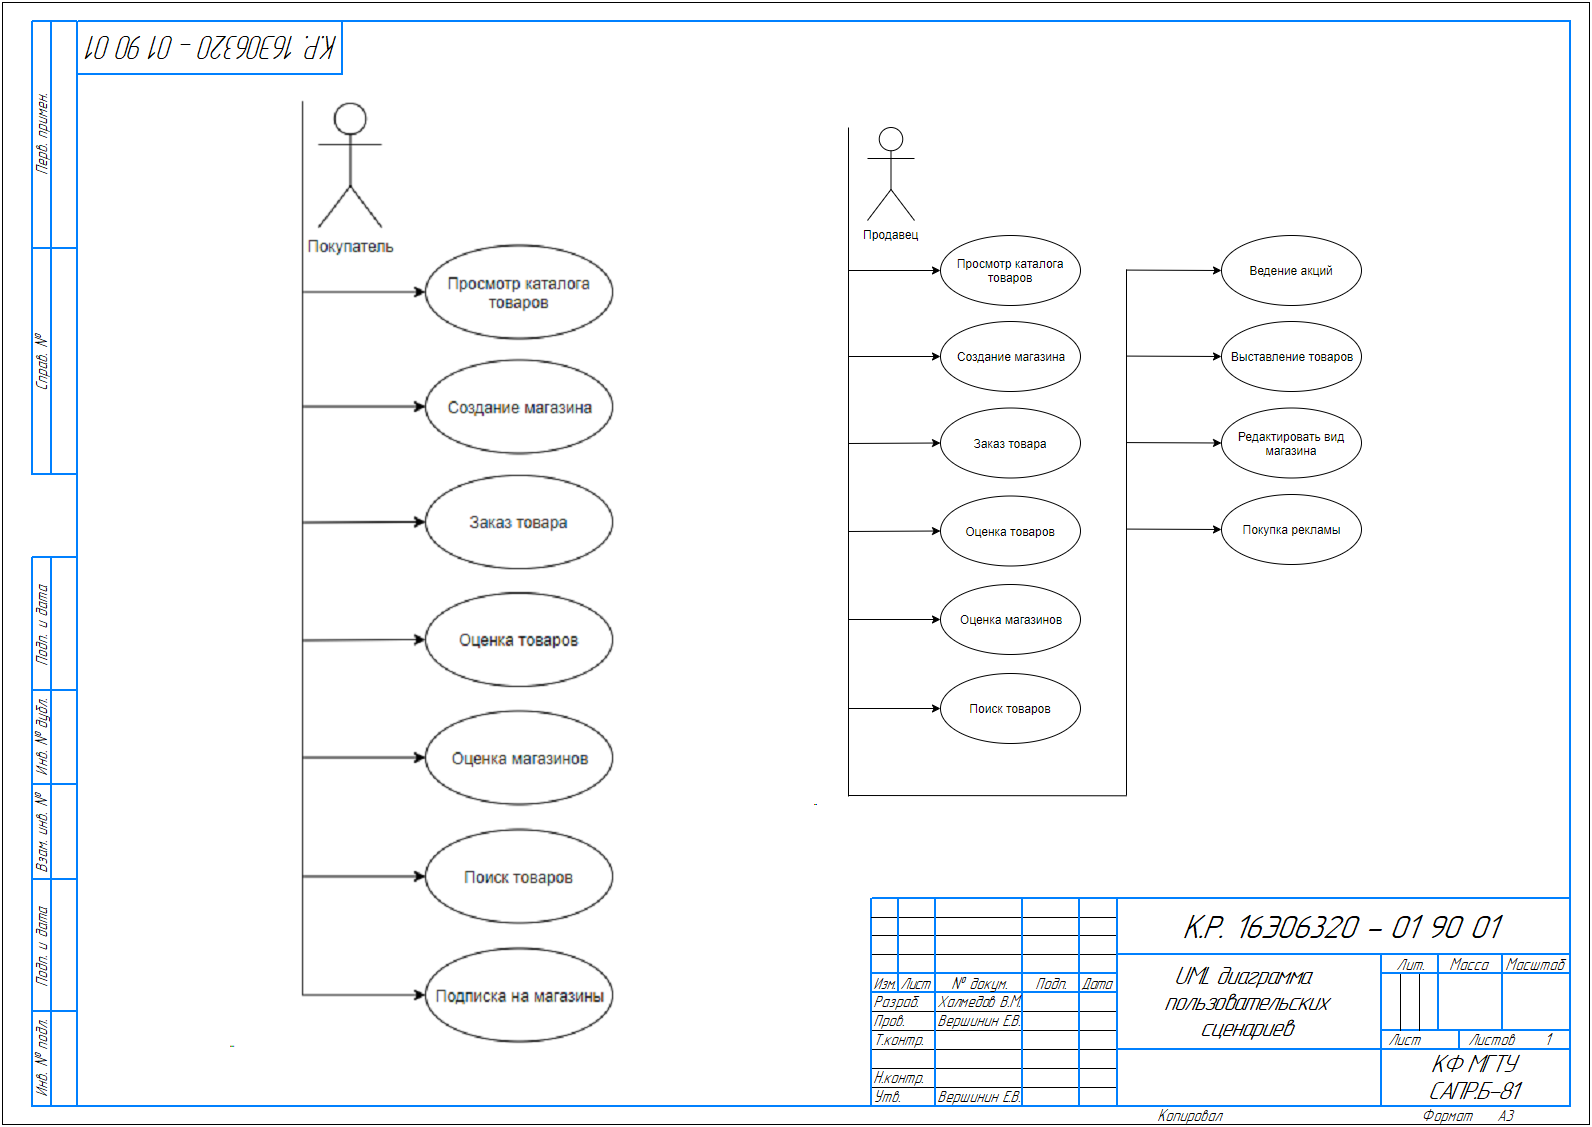 К.Р. 16Э06320 - 01 90 01
Перв. примен.
Справ. №
Подп. и дата
Инв. № дубл.
Взам. инв. №
Подп. и дата
Инв. № подл.
Покупатель
Просмотр каталога
товаров
Создание магазина
Заказ товара
Оценка товаров
Оценка магазинов
Поиск товаров
Подписка на магазины
Продавец
Просмотр каталога
товаров
Создание магазина
Заказ товара
Оценка товаров
Оценка магазинов
Поиск товаров
Ведение акций
Выставление товаров
Редактировать вид
магазина
Покупка рекламы
К.Р. 16Э06320 - 01 90 01
Изм. Лист № докум. Подп. Дата
Разраб. Халмедов В.М.
Пров. Вершинин Е.В.
Т.контр.
Н.контр.
Утв. Вершинин Е.В.
UML диаграмма
пользовательских
сценариев
Лит. Масса Масштаб
Лист Листов 1
КФ МГТУ
САПР.Б-81
Копировал Формат А3